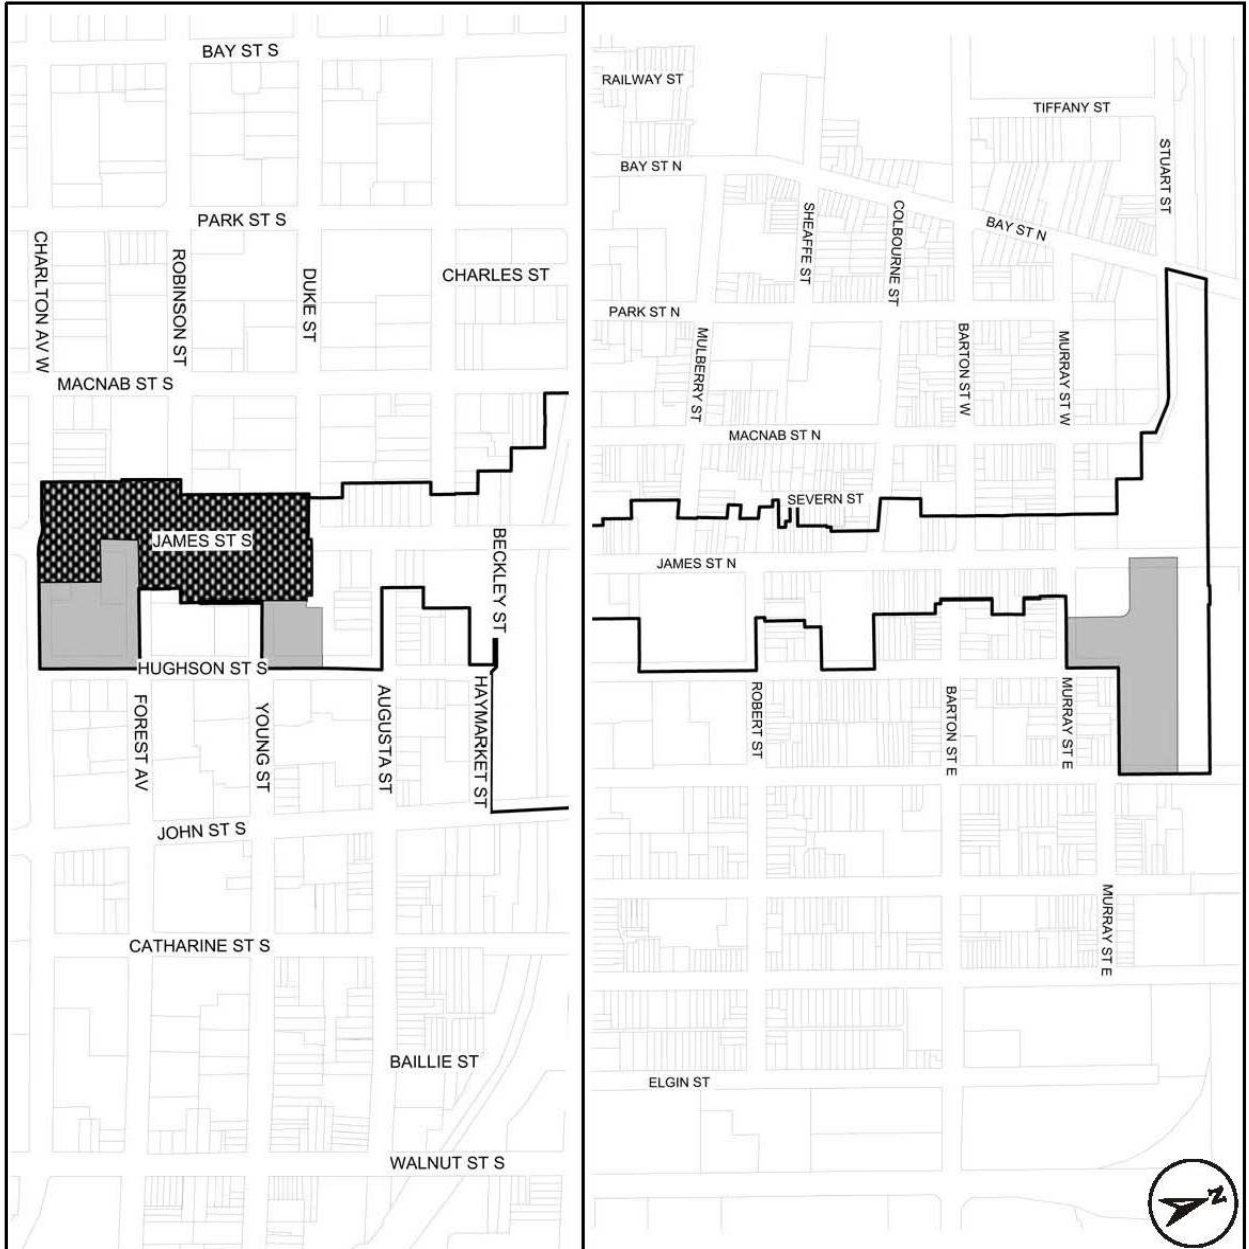 BAY ST S
PARK ST S
CHARLTON AV W
ROBINSON ST
DUKE ST
CHARLES ST
MACNAB ST S
JAMES ST S
BECKLEY ST
HUGHSON ST S
FOREST AV
YOUNG ST
AUGUSTA ST
HAYMARKET ST
JOHN ST S
CATHARINE ST S
BAILLIE ST
WALNUT ST S
RAILWAY ST
TIFFANY ST
STUART ST
BAY ST N
SHEAFFE ST
COLBOURNE ST
BAY ST N
PARK ST N
MULBERRY ST
BARTON ST W
MURRAY ST W
MACNAB ST N
SEVERN ST
JAMES ST N
ROBERT ST
BARTON ST E
MURRAY ST E
MURRAY ST E
ELGIN ST
N